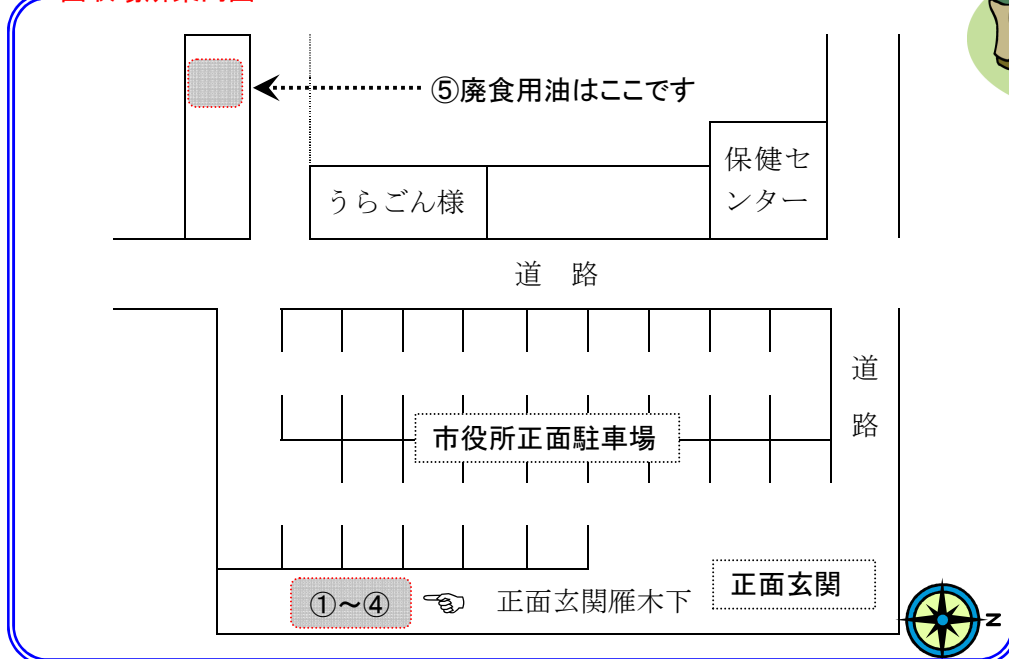 ⑤廃食用油はここです
保健セ
ンター
うらごん様
道 路
道
路
市役所正面駐車場
正面玄関
①～④
正面玄関雁木下
N